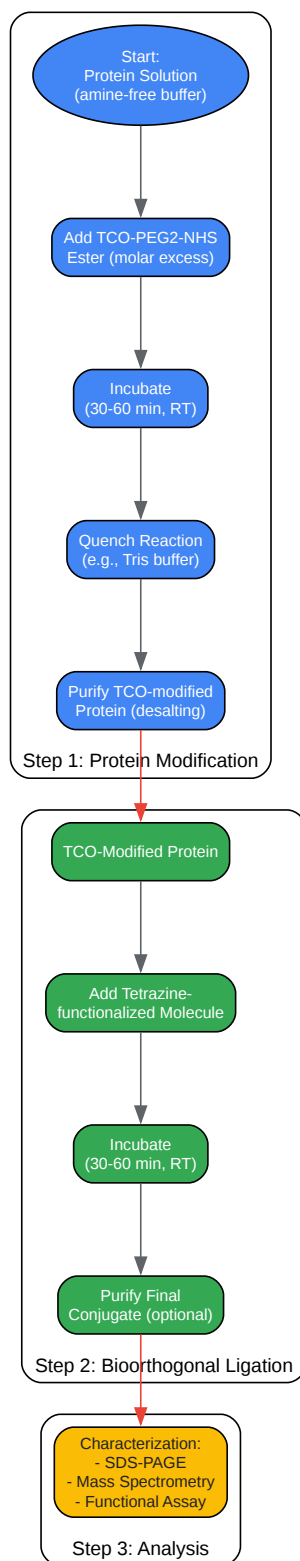 Start:
Protein Solution
(amine-free buffer)
Add TCO-PEG2-NHS
Ester (molar excess)
Incubate
(30-60 min, RT)
Quench Reaction
(e.g., Tris buffer)
Purify TCO-modified
Protein (desalting)
Step 1: Protein Modification
TCO-Modified Protein
Add Tetrazine-
functionalized Molecule
Incubate
(30-60 min, RT)
Purify Final
Conjugate (optional)
Step 2: Bioorthogonal Ligation
Characterization:
- SDS-PAGE
- Mass Spectrometry
- Functional Assay
Step 3: Analysis